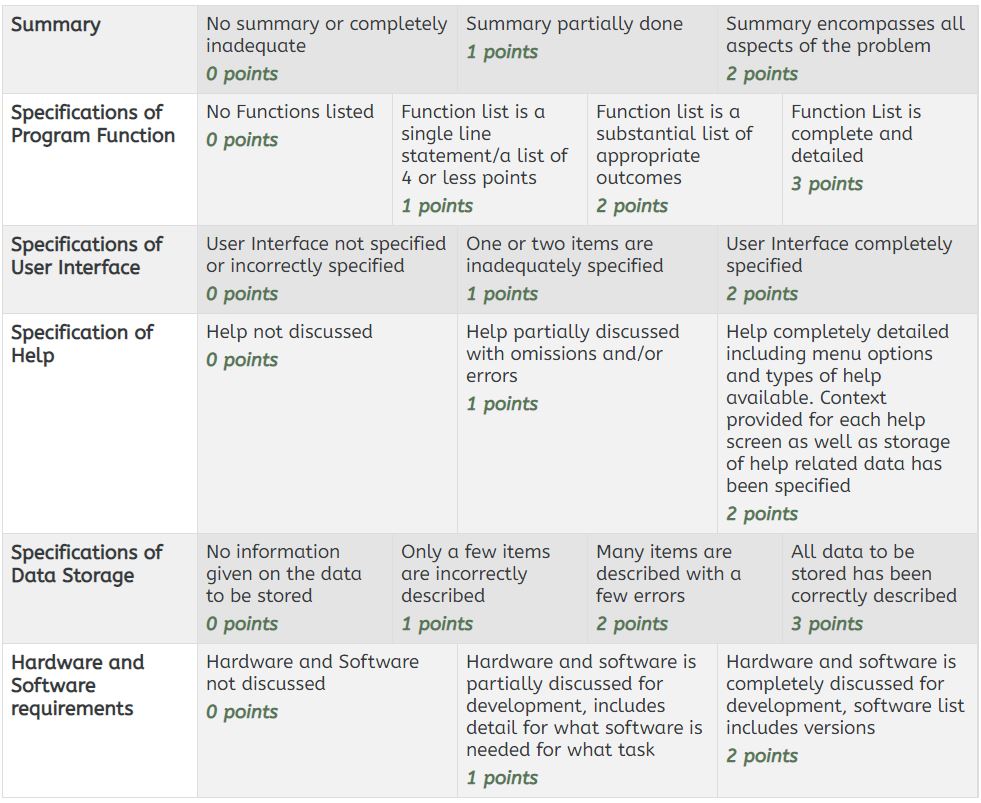 Summary
No summary or completely
inadequate
0 points
Summary partially done
1 points
Summary encompasses all
aspects of the problem
2 points
Specifications of
Program Function
No Functions listed
0 points
Function list is a
single line
statement/a list of
4 or less points
1 points
Function list is a
substantial list of
appropriate
outcomes
2 points
Function List is
complete and
detailed
3 points
Specifications of
User Interface
User Interface not specified
or incorrectly specified
0 points
One or two items are
inadequately specified
1 points
User Interface completely
specified
2 points
Specification of
Help
Help not discussed
0 points
Help partially discussed
with omissions and/or
errors
1 points
Help completely detailed
including menu options
and types of help
available. Context
provided for each help
screen as well as storage
of help related data has
been specified
2 points
Specifications of
Data Storage
No information
given on the data
to be stored
0 points
Only a few items
are incorrectly
described
1 points
Many items are
described with a
few errors
2 points
All data to be
stored has been
correctly described
3 points
Hardware and
Software
requirements
Hardware and Software
not discussed
0 points
Hardware and software is
partially discussed for
development, includes
detail for what software is
needed for what task
1 points
Hardware and software is
completely discussed for
development, software list
includes versions
2 points